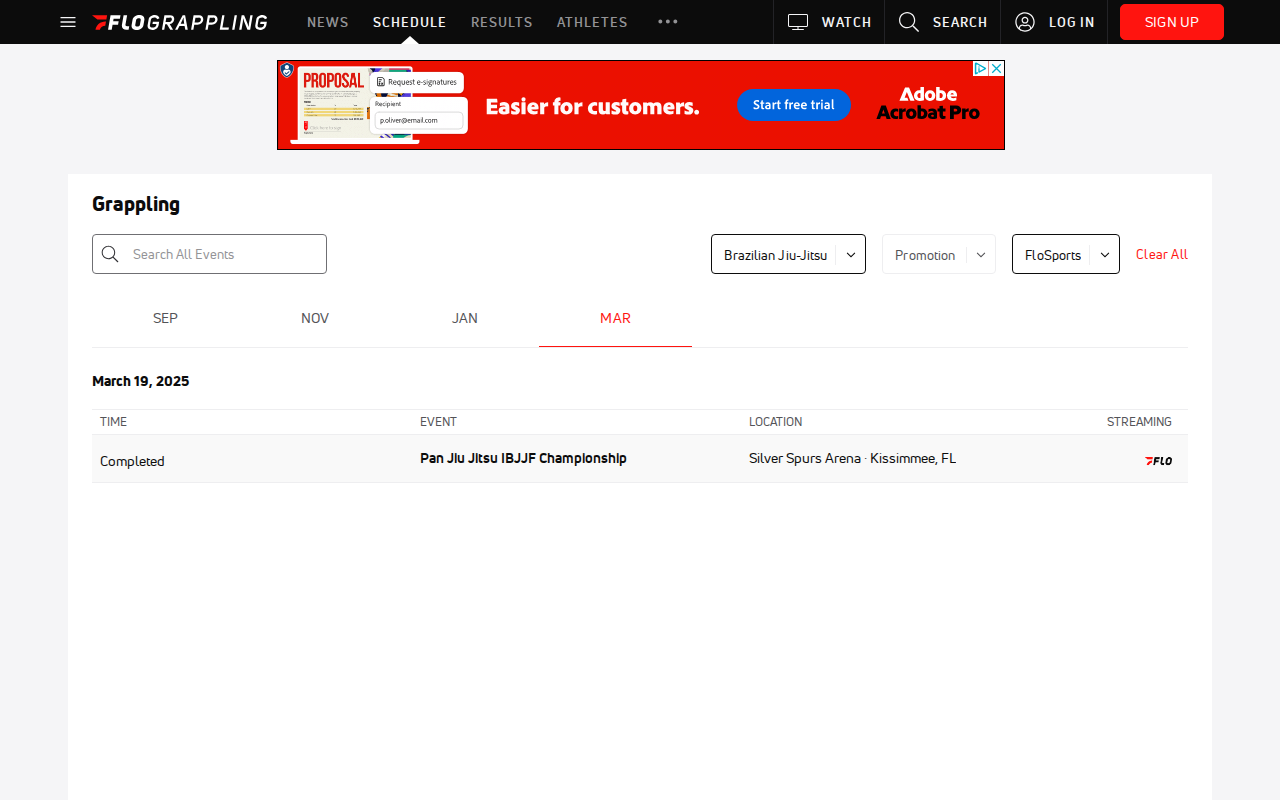 FLOGRAPPLING NEWS SCHEDULE RESULTS ATHLETES WATCH SEARCH LOG IN SIGN UP
PROPOSAL
Request e-signatures
Recipient
p.oliver@email.com
Easier for customers.
Start free trial
Adobe
Acrobat Pro
Grappling
Search All Events
Brazilian Jiu-Jitsu
Promotion
FloSports
Clear All
SEP NOV JAN MAR
March 19, 2025
TIME EVENT LOCATION STREAMING
Completed Pan Jiu Jitsu IBJJF Championship Silver Spurs Arena · Kissimmee, FL FLO